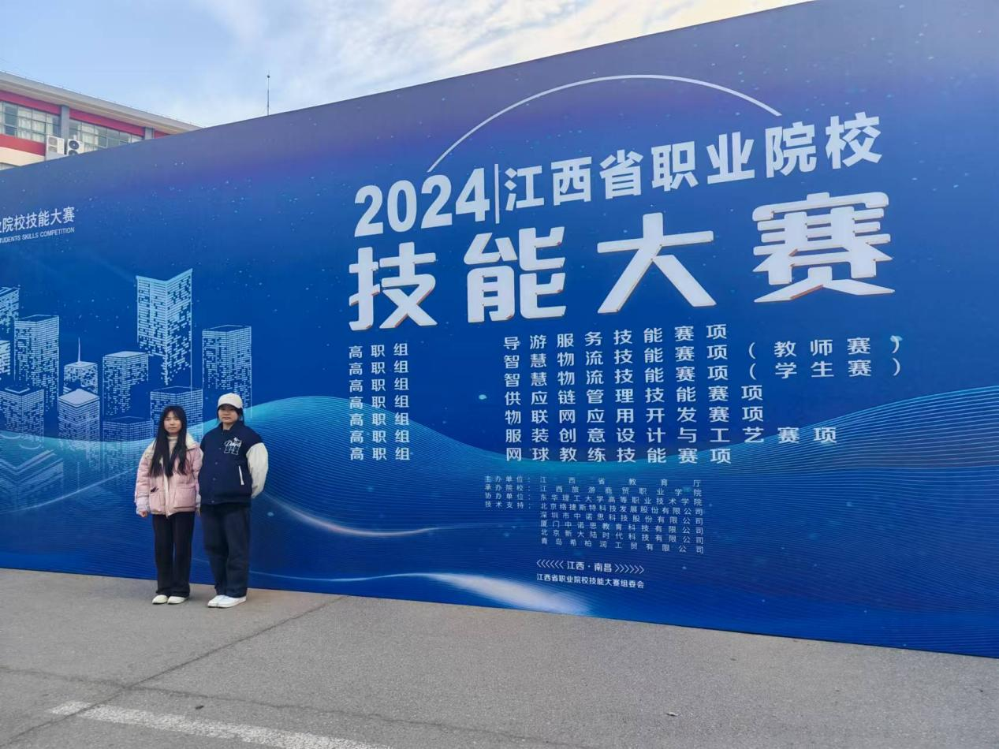 业院校技能大赛
TUDENTS SKILLS COMPETITION
2024|江西省职业院校
技能大赛
高职组 导游服务技能赛项
高职组 智慧物流技能赛项（教师赛）
高职组 智慧物流技能赛项（学生赛）
高职组 供应链管理技能赛项
高职组 物联网应用开发赛项
高职组 服装创意设计与工艺赛项
高职组 网球教练技能赛项
主办单位：江西省教育厅
承办院校：江西旅游商贸职业学院
协办单位：东华理工大学高等职业技术学院
技术支持：北京络捷斯特科技发展股份有限公司
深圳市中诺思科技股份有限公司
厦门中诺思教育科技有限公司
北京新大陆时代科技有限公司
青岛希柏润工贸有限公司
<<<<<< 江西·南昌 >>>>>>
江西省职业院校技能大赛组委会